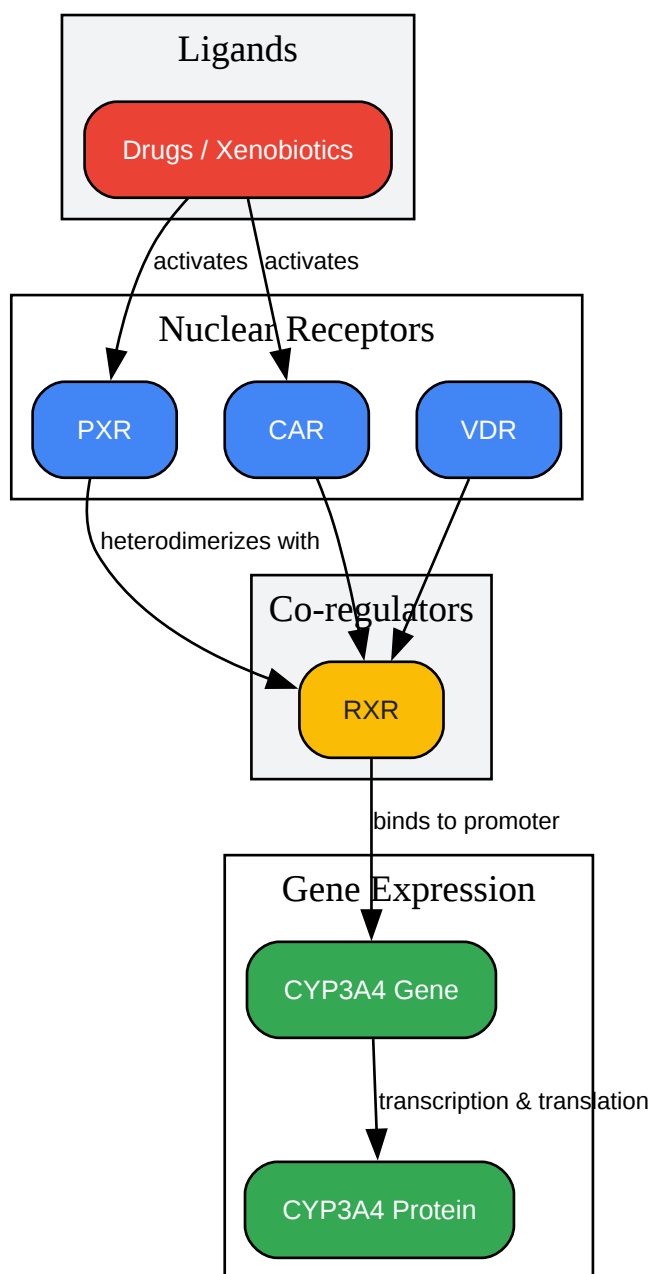 Ligands
Drugs / Xenobiotics
activates
activates
Nuclear Receptors
PXR
CAR
VDR
heterodimerizes with
Co-regulators
RXR
binds to promoter
Gene Expression
CYP3A4 Gene
transcription & translation
CYP3A4 Protein